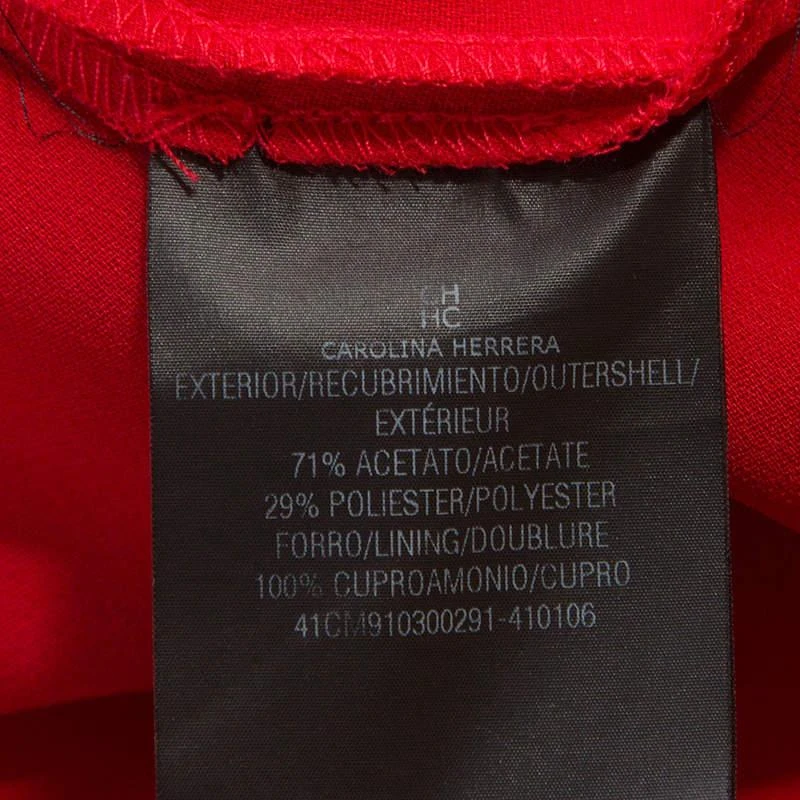 CH
HC
CAROLINA HERRERA
EXTERIOR/RECUBRIMIENTO/OUTERSHELL/
EXTÉRIEUR
71% ACETATO/ACETATE
29% POLIESTER/POLYESTER
FORRO/LINING/DOUBLURE
100% CUPROAMONIO/CUPRO
41CM910300291-410106